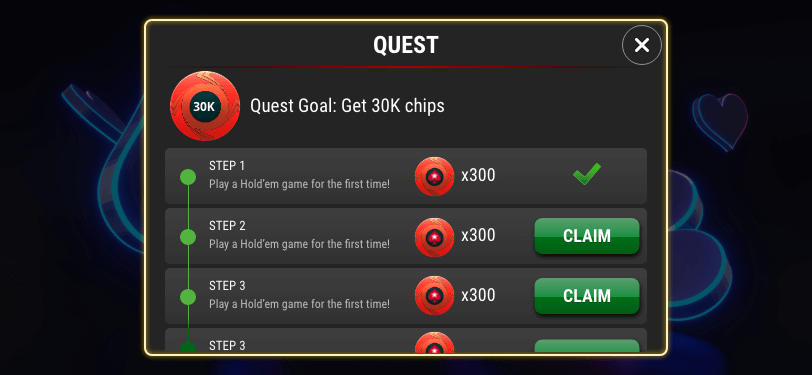 QUEST
30K
Quest Goal: Get 30K chips
STEP 1
Play a Hold'em game for the first time!
x300
STEP 2
Play a Hold'em game for the first time!
x300
CLAIM
STEP 3
Play a Hold'em game for the first time!
x300
CLAIM
STEP 3